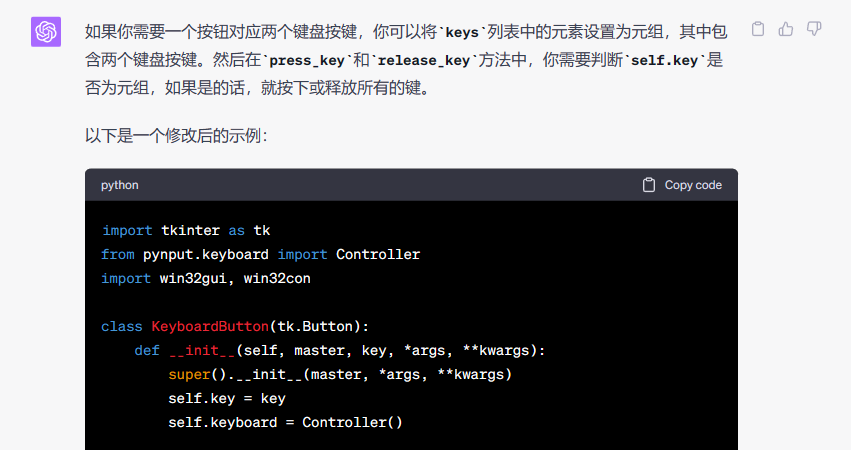 如果你需要一个按钮对应两个键盘按键，你可以将`keys`列表中的元素设置为元组，其中包
含两个键盘按键。然后在`press_key`和`release_key`方法中，你需要判断`self.key`是
否为元组，如果是的话，就按下或释放所有的键。
以下是一个修改后的示例：
python Copy code
import tkinter as tk
from pynput.keyboard import Controller
import win32gui, win32con
class KeyboardButton(tk.Button):
    def __init__(self, master, key, *args, **kwargs):
        super().__init__(master, *args, **kwargs)
        self.key = key
        self.keyboard = Controller()